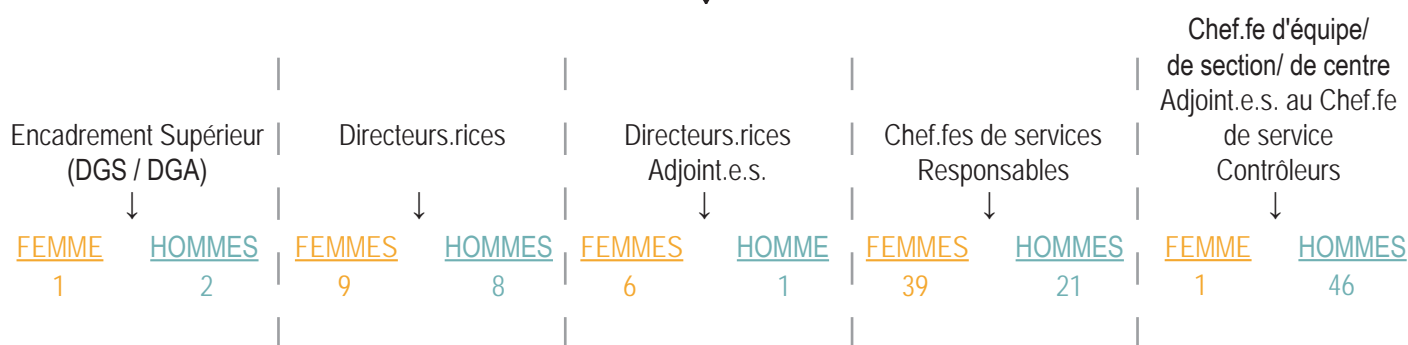 Encadrement Supérieur
(DGS / DGA)
↓
FEMME HOMMES
1 2
Directeurs.rices
↓
FEMMES HOMMES
9 8
Directeurs.rices
Adjoint.e.s.
↓
FEMMES HOMME
6 1
Chef.fes de services
Responsables
↓
FEMMES HOMMES
39 21
Chef.fe d'équipe/
de section/ de centre
Adjoint.e.s. au Chef.fe
de service
Contrôleurs
↓
FEMME HOMMES
1 46